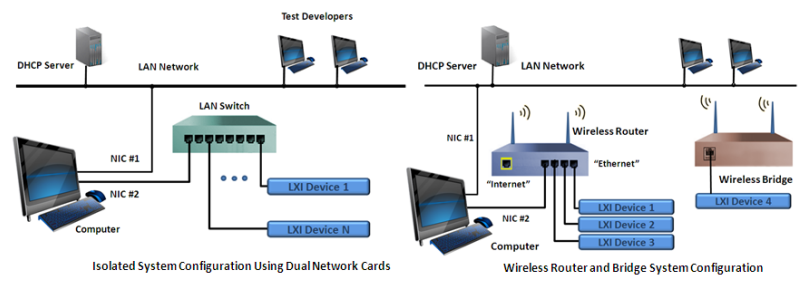 Test Developers
DHCP Server
LAN Network
LAN Switch
NIC #1
NIC #2
LXI Device 1
LXI Device N
Computer
Isolated System Configuration Using Dual Network Cards
DHCP Server
LAN Network
NIC #1
Wireless Router
"Internet"
"Ethernet"
Wireless Bridge
LXI Device 4
LXI Device 1
LXI Device 2
LXI Device 3
NIC #2
Computer
Wireless Router and Bridge System Configuration